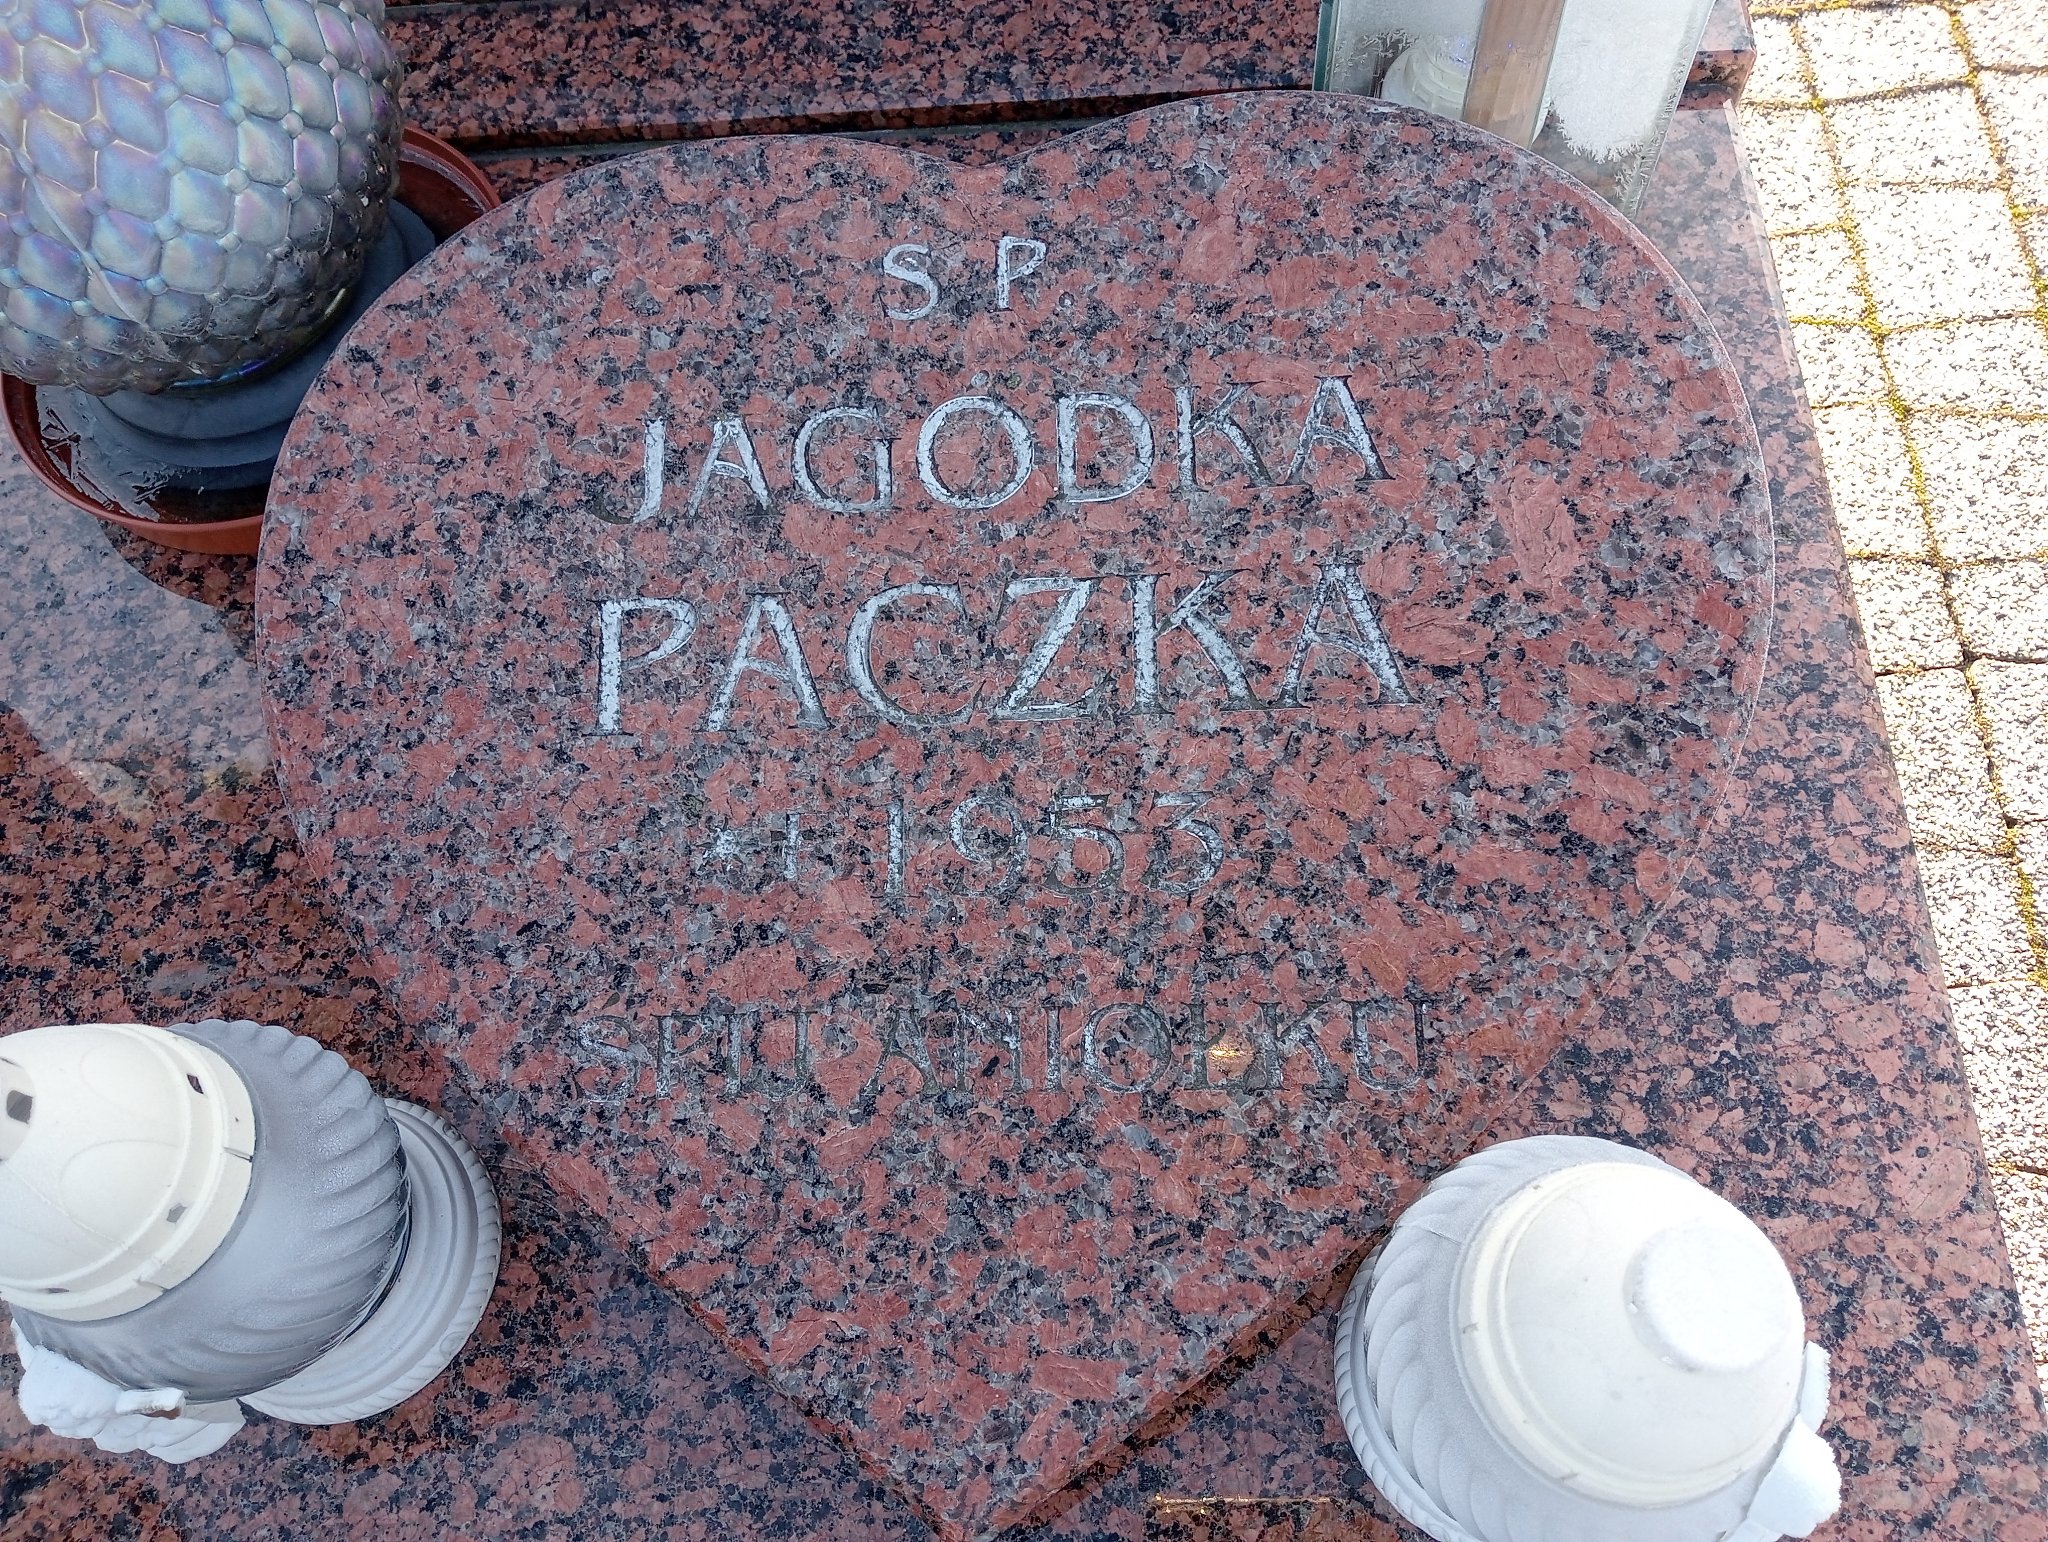 S P
JAGÓDKA
PACZKA
*+1953
ŚPIJ ANIOŁKU